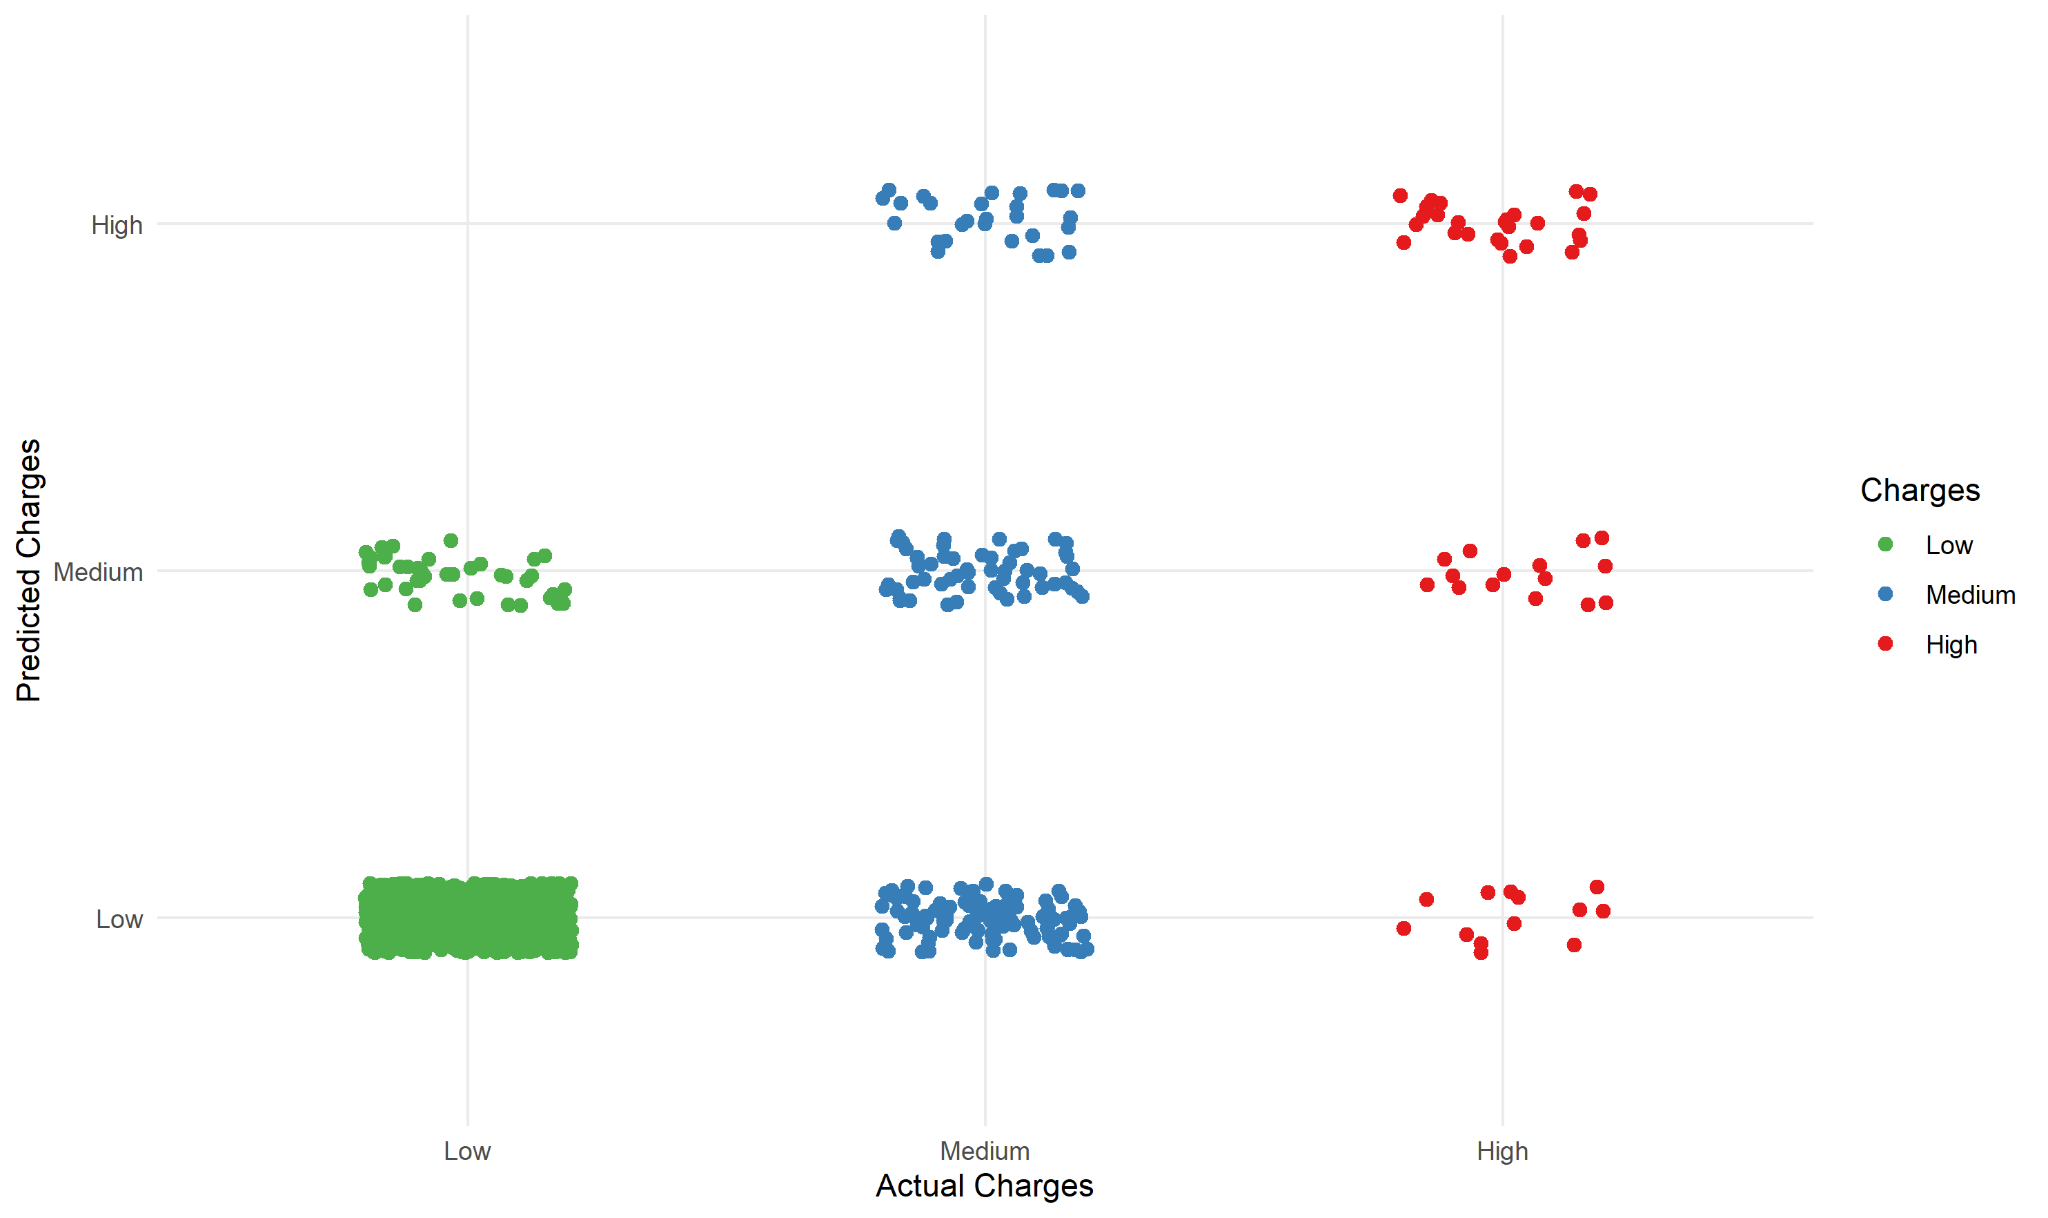 Predicted Charges
High
Medium
Low
Low
Medium
High
Actual Charges
Charges
Low
Medium
High